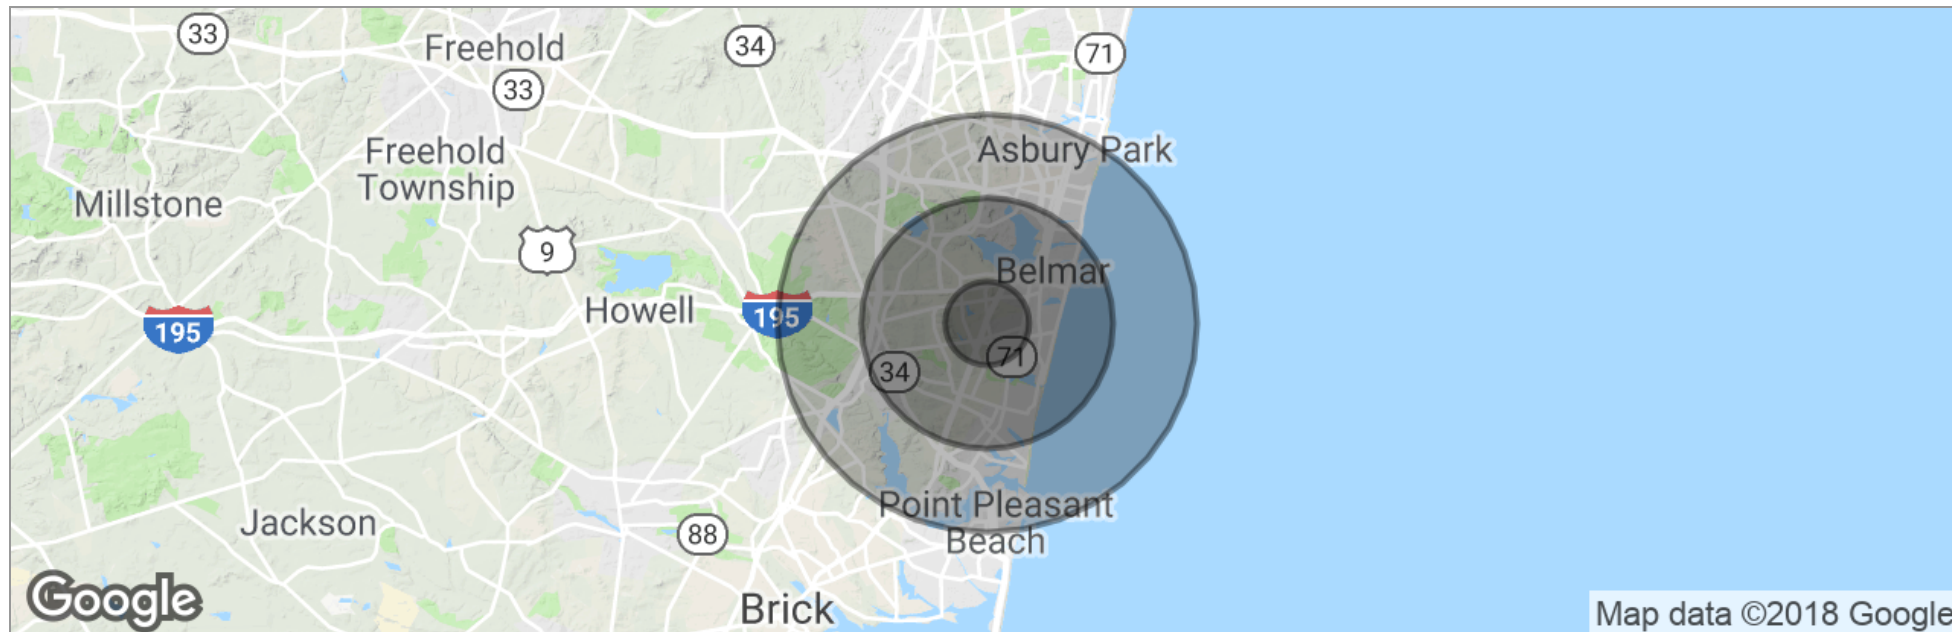 33
Freehold
34
71
33
Asbury Park
Freehold
Township
Millstone
9
Belmar
Howell
195
195
71
34
Point Pleasant
Beach
Jackson
88
Google
Brick
Map data ©2018 Google